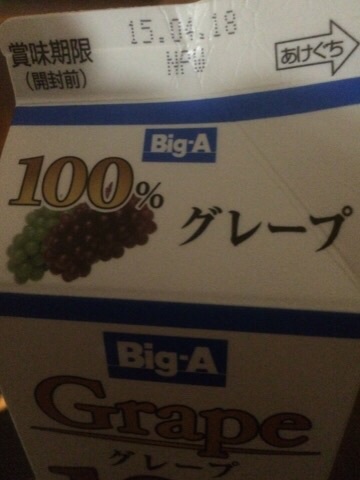 賞味期限
(開封前)
15.04.18
NPW
あけぐち
Big-A
100%
グレープ
Big-A
Grape
グレープ